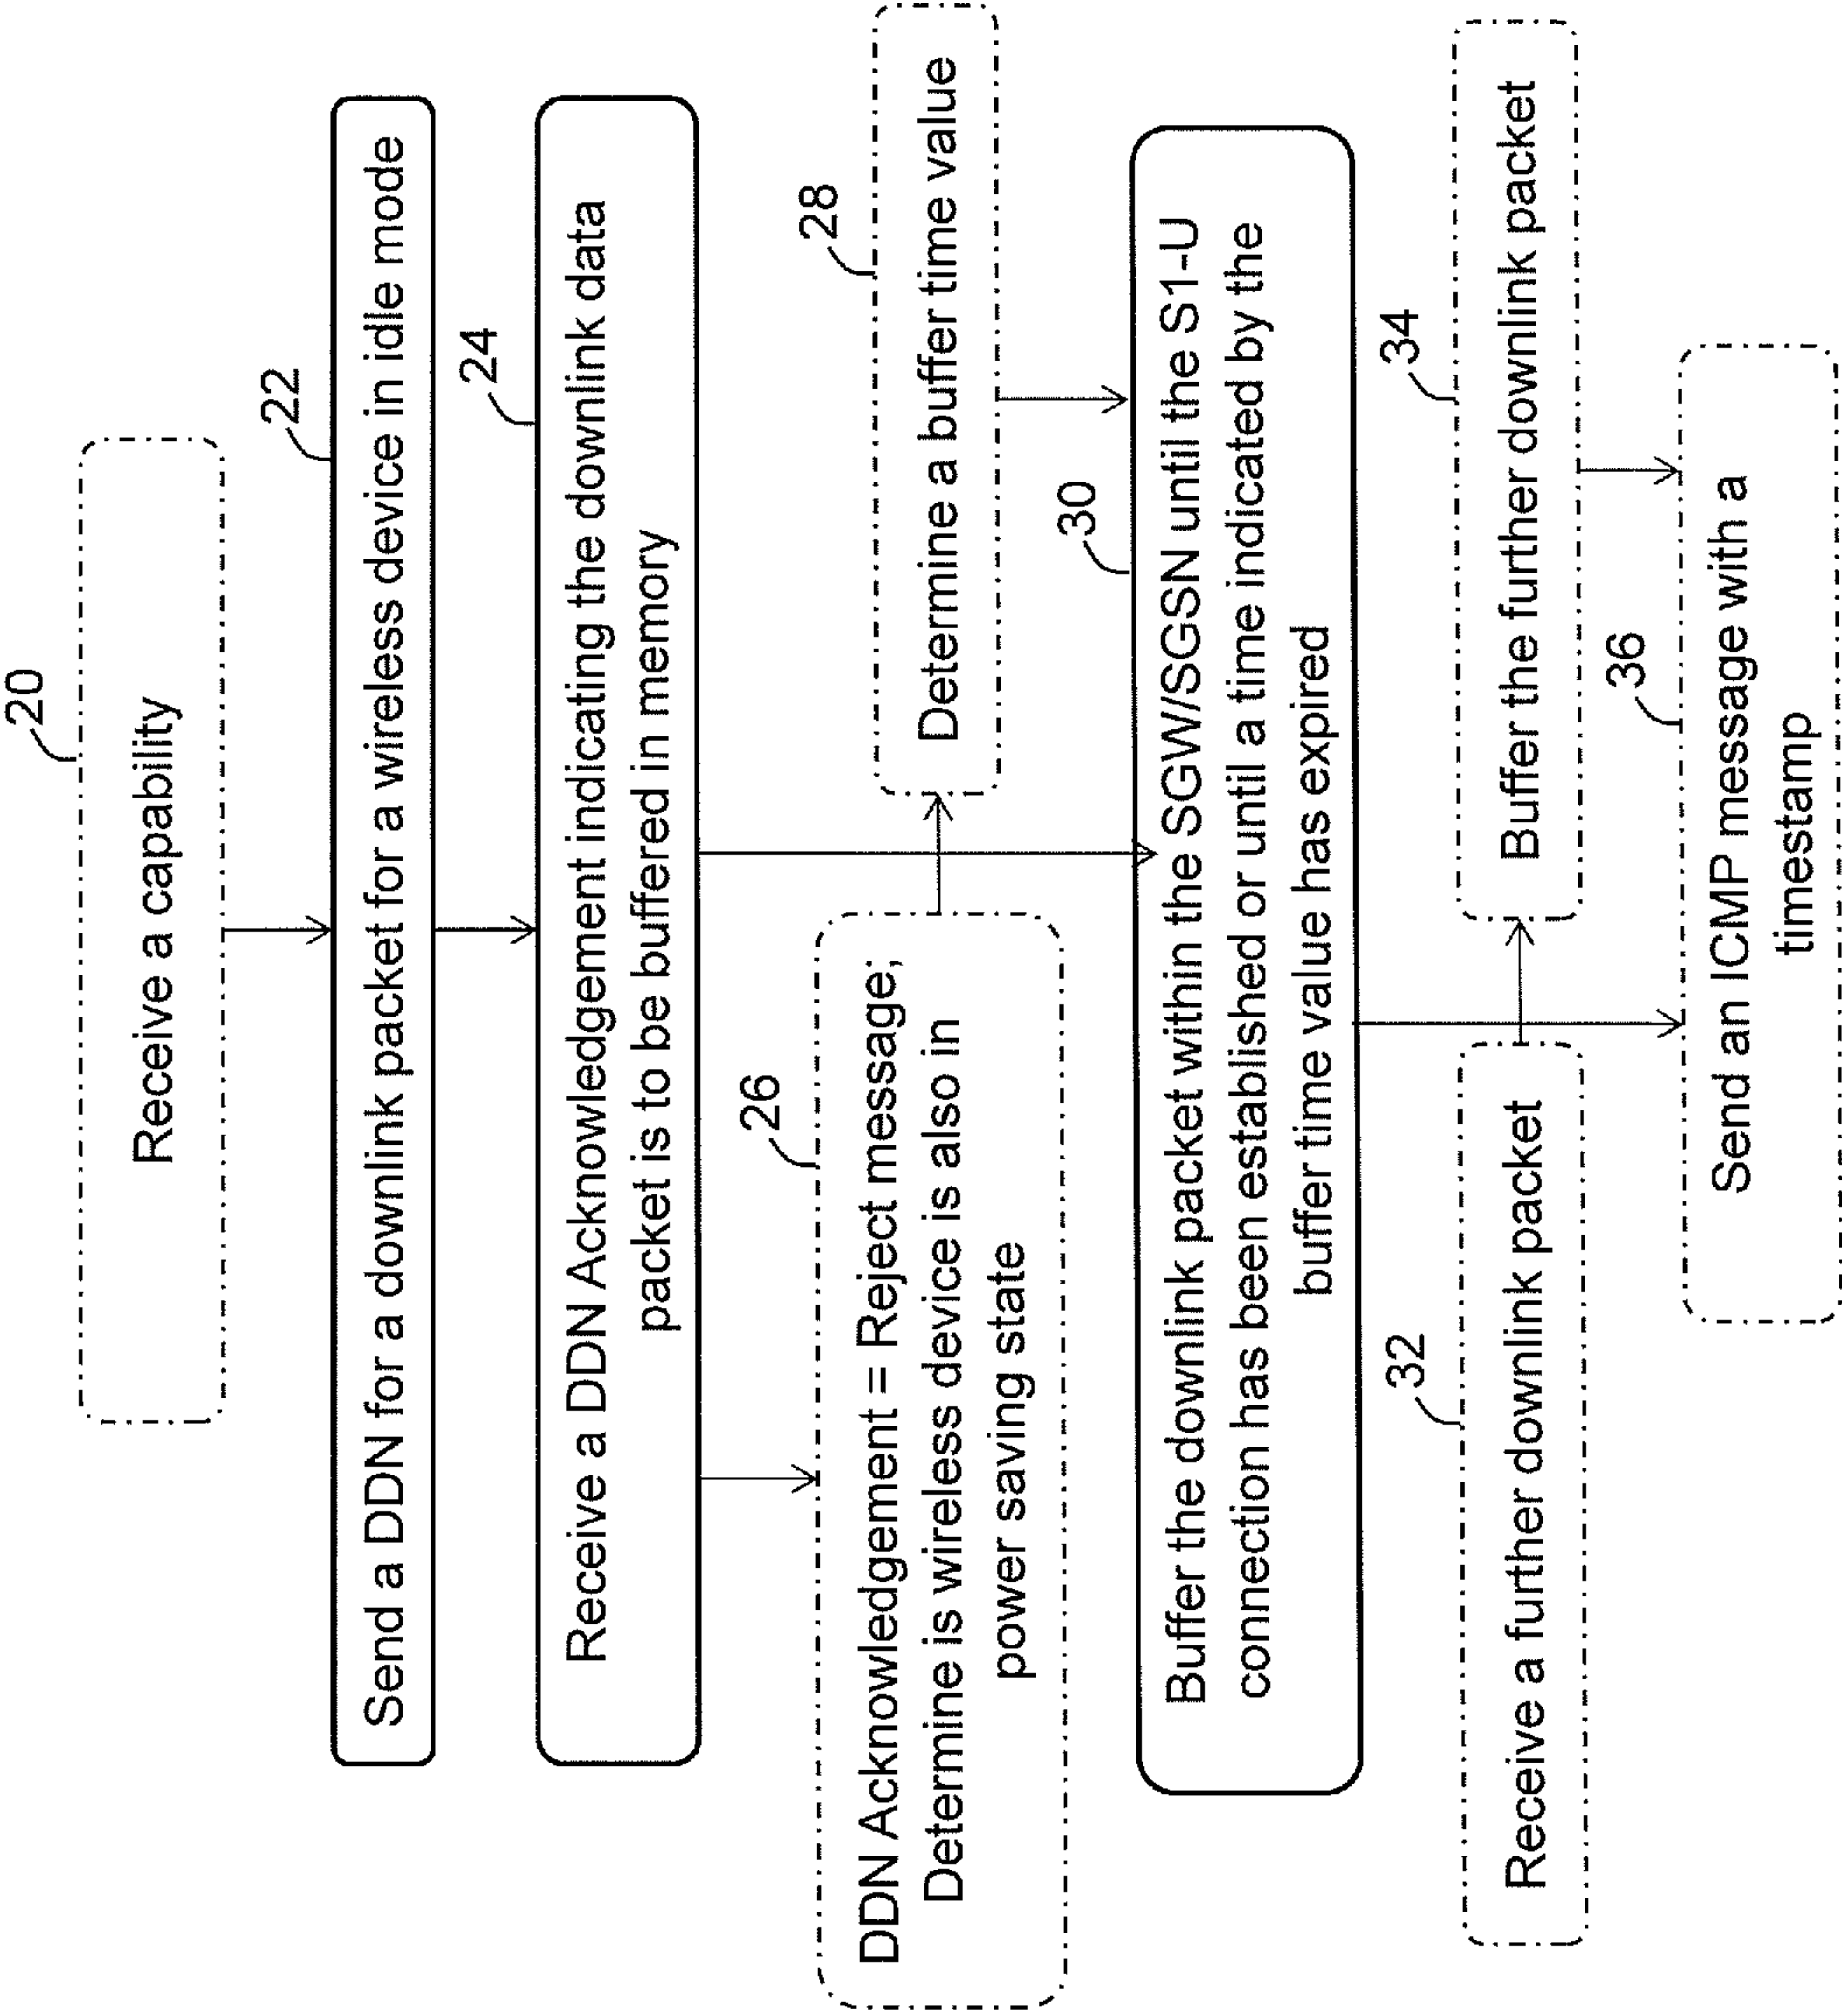 20
Receive a capability
22
Send a DDN for a downlink packet for a wireless device in idle mode
24
Receive a DDN Acknowledgement indicating the downlink data
packet is to be buffered in memory
26
DDN Acknowledgement = Reject message;
Determine is wireless device is also in
power saving state
28
Determine a buffer time value
30
Buffer the downlink packet within the SGW/SGSN until the S1-U
connection has been established or until a time indicated by the
buffer time value has expired
32
Receive a further downlink packet
34
Buffer the further downlink packet
36
Send an ICMP message with a
timestamp